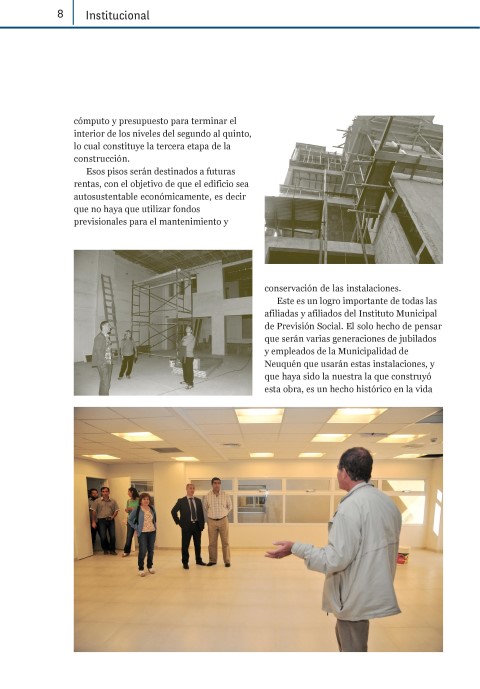 8 Institucional
cómputo y presupuesto para terminar el
interior de los niveles del segundo al quinto,
lo cual constituye la tercera etapa de la
construcción.
Esos pisos serán destinados a futuras
rentas, con el objetivo de que el edificio sea
autosustentable económicamente, es decir
que no haya que utilizar fondos
previsionales para el mantenimiento y
conservación de las instalaciones.
Este es un logro importante de todas las
afiliadas y afiliados del Instituto Municipal
de Previsión Social. El solo hecho de pensar
que serán varias generaciones de jubilados
y empleados de la Municipalidad de
Neuquén que usarán estas instalaciones, y
que haya sido la nuestra la que construyó
esta obra, es un hecho histórico en la vida